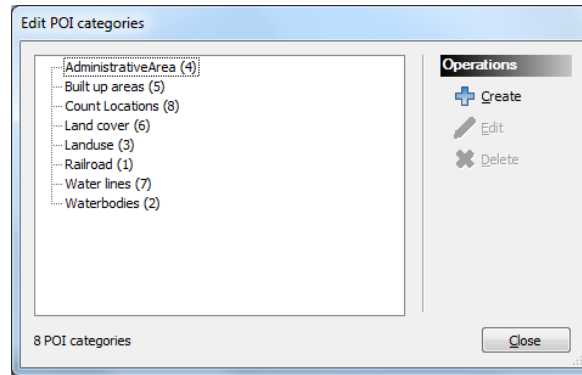 Edit POI categories
AdministrativeArea (4)
Built up areas (5)
Count Locations (8)
Land cover (6)
Landuse (3)
Railroad (1)
Water lines (7)
Waterbodies (2)
Operations
Create
Edit
Delete
8 POI categories
Close